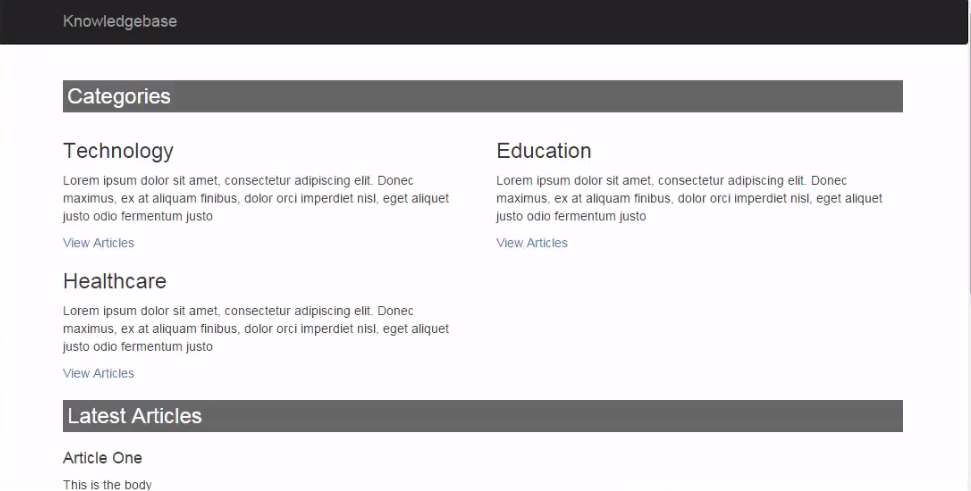 Knowledgebase
Categories
Technology
Lorem ipsum dolor sit amet, consectetur adipiscing elit. Donec
maximus, ex at aliquam finibus, dolor orci imperdiet nisl, eget aliquet
justo odio fermentum justo
View Articles
Education
Lorem ipsum dolor sit amet, consectetur adipiscing elit. Donec
maximus, ex at aliquam finibus, dolor orci imperdiet nisl, eget aliquet
justo odio fermentum justo
View Articles
Healthcare
Lorem ipsum dolor sit amet, consectetur adipiscing elit. Donec
maximus, ex at aliquam finibus, dolor orci imperdiet nisl, eget aliquet
justo odio fermentum justo
View Articles
Latest Articles
Article One
This is the body